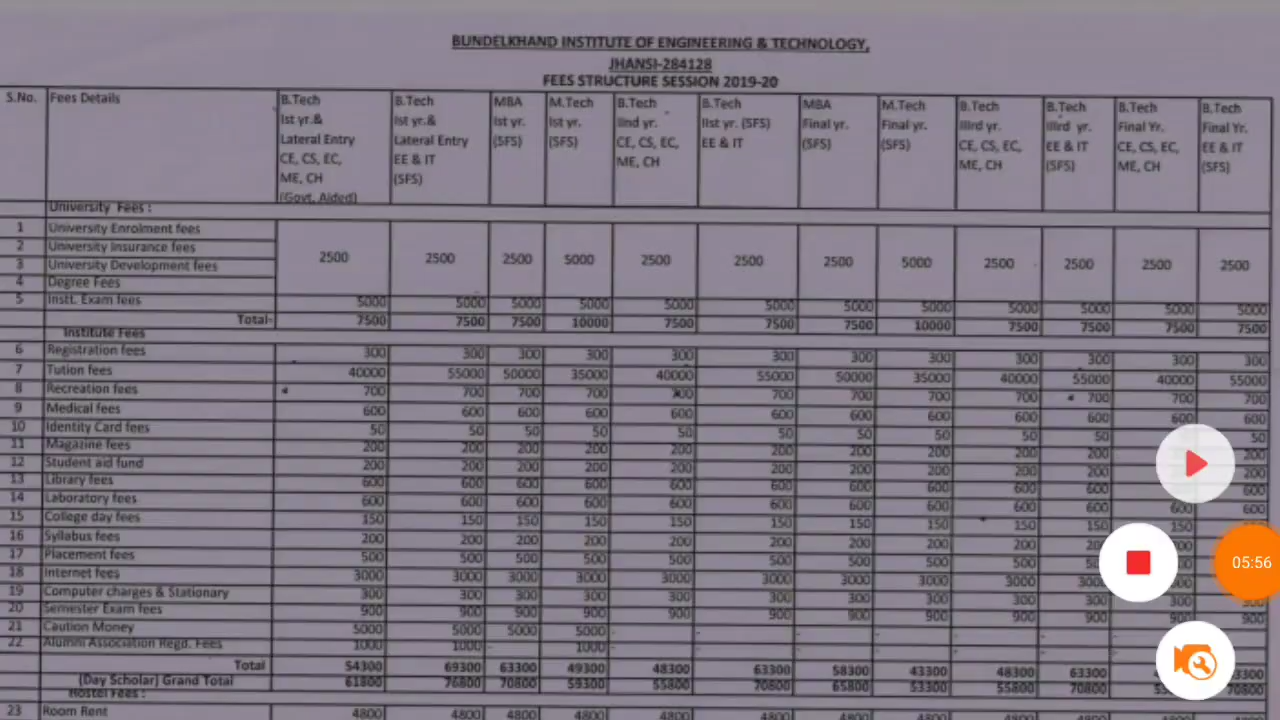 BUNDELKHAND INSTITUTE OF ENGINEERING & TECHNOLOGY,
JHANSI-284128
FEES STRUCTURE SESSION 2019-20
S.No. Fees Details B.Tech Ist yr.& Lateral Entry CE, CS, EC, ME, CH (Govt. Aided) B.Tech Ist yr.& Lateral Entry EE & IT (SFS) MBA Ist yr. (SFS) M.Tech Ist yr. (SFS) B.Tech IInd yr. CE, CS, EC, ME, CH B.Tech IIst yr. (SFS) EE & IT MBA Final yr. (SFS) M.Tech Final yr. (SFS) B.Tech IIIrd yr. CE, CS, EC, ME, CH B.Tech IIIrd yr. EE & IT (SFS) B.Tech Final Yr. CE, CS, EC, ME, CH B.Tech Final Yr. EE & IT (SFS)
University Fees :
1 University Enrolment fees
2 University Insurance fees
3 University Development fees
4 Degree Fees
2500 2500 2500 5000 2500 2500 2500 5000 2500 2500 2500 2500
5 Instt. Exam fees 5000 5000 5000 5000 5000 5000 5000 5000 5000 5000 5000 5000
Total- 7500 7500 7500 10000 7500 7500 7500 10000 7500 7500 7500 7500
Institute Fees
6 Registration fees 300 300 300 300 300 300 300 300 300 300 300 300
7 Tution fees 40000 55000 50000 35000 40000 55000 50000 35000 40000 55000 40000 55000
8 Recreation fees 700 700 700 700 700 700 700 700 700 700 700 700
9 Medical fees 600 600 600 600 600 600 600 600 600 600 600 600
10 Identity Card fees 50 50 50 50 50 50 50 50 50 50 50
11 Magazine fees 200 200 200 200 200 200 200 200 200 200 200
12 Student aid fund 200 200 200 200 200 200 200 200 200 200 200
13 Library fees 600 600 600 600 600 600 600 600 600 600 600
14 Laboratory fees 600 600 600 600 600 600 600 600 600 600 600
15 College day fees 150 150 150 150 150 150 150 150 150 150 150
16 Syllabus fees 200 200 200 200 200 200 200 200 200 200
17 Placement fees 500 500 500 500 500 500 500 500 500 500
18 Internet fees 3000 3000 3000 3000 3000 3000 3000 3000 3000
19 Computer charges & Stationary 300 300 300 300 300 300 300 300 300 300 300 300
20 Semester Exam fees 900 900 900 900 900 900 900 900 900 900 900 900
21 Caution Money 5000 5000 5000 5000 - - - - - - -
22 Alumni Association Regd. Fees 1000 1000 - 1000 - - - - - - -
Total 54300 69300 63300 49300 48300 63300 58300 43300 48300 63300
(Day Scholar) Grand Total 61800 76800 70800 59300 55800 70800 65800 53300 55800 70800 70800
Hostel Fees :
23 Room Rent 4800 4800 4800 4800 4800 4800 4800 4800 4800 4800
05:56